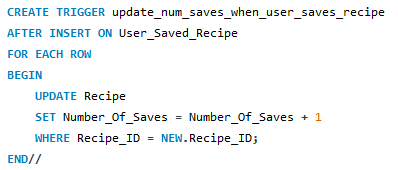 CREATE TRIGGER update_num_saves_when_user_saves_recipe
AFTER INSERT ON User_Saved_Recipe
FOR EACH ROW
BEGIN
    UPDATE Recipe
    SET Number_Of_Saves = Number_Of_Saves + 1
    WHERE Recipe_ID = NEW.Recipe_ID;
END//